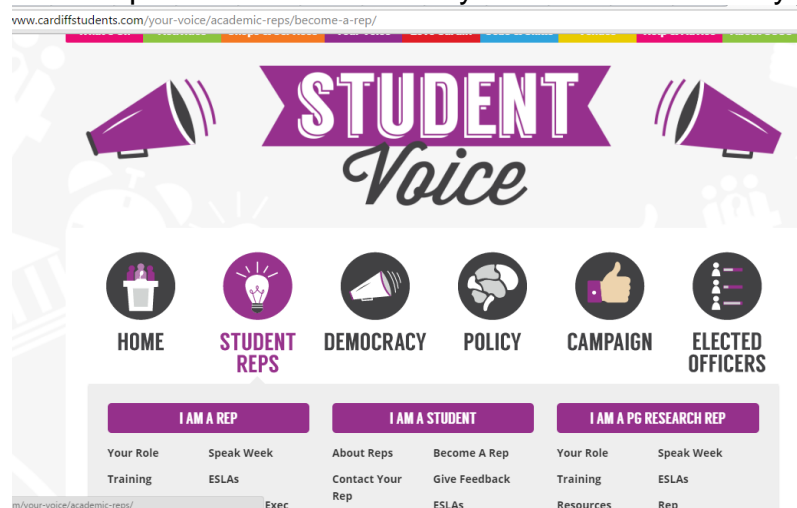 www.cardiffstudents.com/your-voice/academic-reps/become-a-rep/
STUDENT
Voice
HOME
STUDENT
REPS
DEMOCRACY
POLICY
CAMPAIGN
ELECTED
OFFICERS
I AM A REP
I AM A STUDENT
I AM A PG RESEARCH REP
Your Role Speak Week About Reps Become A Rep Your Role Speak Week
Training ESLAs Contact Your Give Feedback Training ESLAs
Rep
Exec ESLAs Resources Rep
m/your-voice/academic-reps/